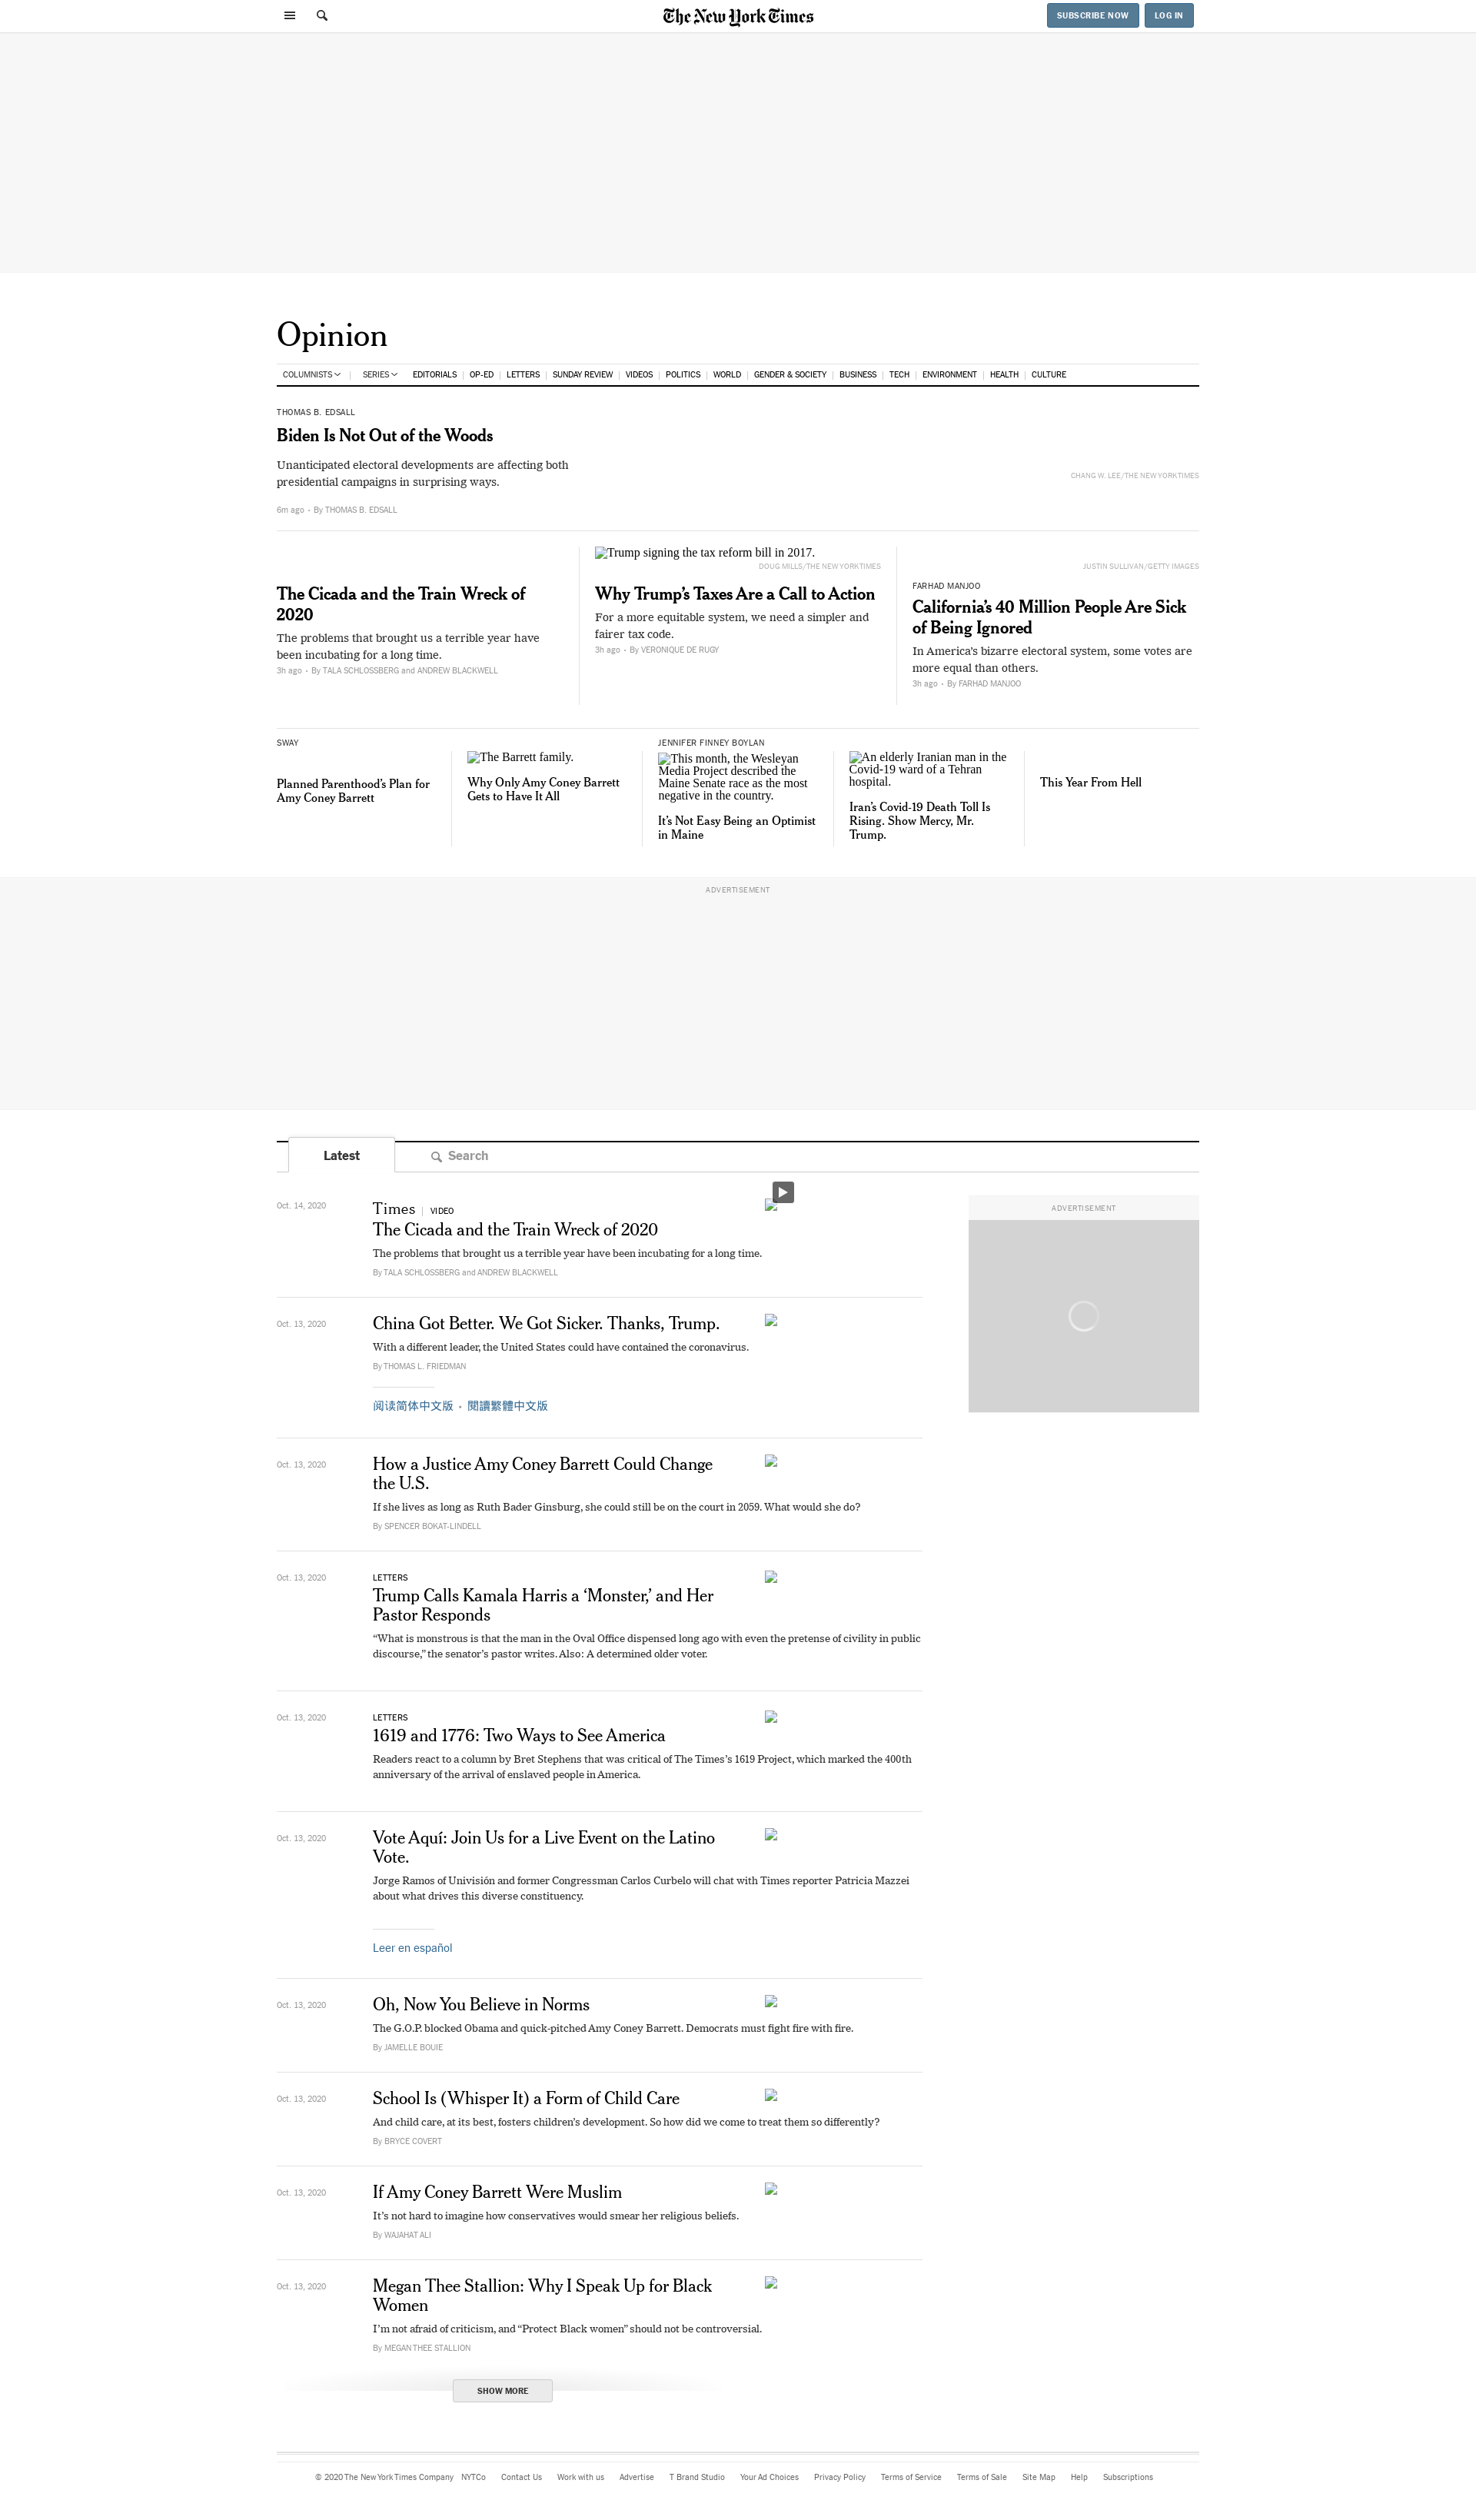 The New York Times
SUBSCRIBE NOW
LOG IN
Opinion
COLUMNISTS | SERIES EDITORIALS | OP-ED | LETTERS | SUNDAY REVIEW | VIDEOS | POLITICS | WORLD | GENDER & SOCIETY | BUSINESS | TECH | ENVIRONMENT | HEALTH | CULTURE
THOMAS B. EDSALL
Biden Is Not Out of the Woods
Unanticipated electoral developments are affecting both
presidential campaigns in surprising ways.
6m ago • By THOMAS B. EDSALL
CHANG W. LEE/THE NEW YORK TIMES
The Cicada and the Train Wreck of
2020
The problems that brought us a terrible year have
been incubating for a long time.
3h ago • By TALA SCHLOSSBERG and ANDREW BLACKWELL
Trump signing the tax reform bill in 2017.
DOUG MILLS/THE NEW YORK TIMES
Why Trump's Taxes Are a Call to Action
For a more equitable system, we need a simpler and
fairer tax code.
3h ago • By VERONIQUE DE RUGY
JUSTIN SULLIVAN/GETTY IMAGES
FARHAD MANJOO
California's 40 Million People Are Sick
of Being Ignored
In America's bizarre electoral system, some votes are
more equal than others.
3h ago • By FARHAD MANJOO
SWAY
Planned Parenthood's Plan for
Amy Coney Barrett
The Barrett family.
Why Only Amy Coney Barrett
Gets to Have It All
JENNIFER FINNEY BOYLAN
This month, the Wesleyan
Media Project described the
Maine Senate race as the most
negative in the country.
It's Not Easy Being an Optimist
in Maine
An elderly Iranian man in the
Covid-19 ward of a Tehran
hospital.
Iran's Covid-19 Death Toll Is
Rising. Show Mercy, Mr.
Trump.
This Year From Hell
ADVERTISEMENT
Latest
Search
Oct. 14, 2020
Times | VIDEO
The Cicada and the Train Wreck of 2020
The problems that brought us a terrible year have been incubating for a long time.
By TALA SCHLOSSBERG and ANDREW BLACKWELL
ADVERTISEMENT
Oct. 13, 2020
China Got Better. We Got Sicker. Thanks, Trump.
With a different leader, the United States could have contained the coronavirus.
By THOMAS L. FRIEDMAN
阅读简体中文版 • 閱讀繁體中文版
Oct. 13, 2020
How a Justice Amy Coney Barrett Could Change
the U.S.
If she lives as long as Ruth Bader Ginsburg, she could still be on the court in 2059. What would she do?
By SPENCER BOKAT-LINDELL
Oct. 13, 2020
LETTERS
Trump Calls Kamala Harris a ‘Monster,’ and Her
Pastor Responds
“What is monstrous is that the man in the Oval Office dispensed long ago with even the pretense of civility in public
discourse,” the senator’s pastor writes. Also: A determined older voter.
Oct. 13, 2020
LETTERS
1619 and 1776: Two Ways to See America
Readers react to a column by Bret Stephens that was critical of The Times’s 1619 Project, which marked the 400th
anniversary of the arrival of enslaved people in America.
Oct. 13, 2020
Vote Aquí: Join Us for a Live Event on the Latino
Vote.
Jorge Ramos of Univisión and former Congressman Carlos Curbelo will chat with Times reporter Patricia Mazzei
about what drives this diverse constituency.
Leer en español
Oct. 13, 2020
Oh, Now You Believe in Norms
The G.O.P. blocked Obama and quick-pitched Amy Coney Barrett. Democrats must fight fire with fire.
By JAMELLE BOUIE
Oct. 13, 2020
School Is (Whisper It) a Form of Child Care
And child care, at its best, fosters children’s development. So how did we come to treat them so differently?
By BRYCE COVERT
Oct. 13, 2020
If Amy Coney Barrett Were Muslim
It’s not hard to imagine how conservatives would smear her religious beliefs.
By WAJAHAT ALI
Oct. 13, 2020
Megan Thee Stallion: Why I Speak Up for Black
Women
I’m not afraid of criticism, and “Protect Black women” should not be controversial.
By MEGAN THEE STALLION
SHOW MORE
© 2020 The New York Times Company NYTCo Contact Us Work with us Advertise T Brand Studio Your Ad Choices Privacy Policy Terms of Service Terms of Sale Site Map Help Subscriptions